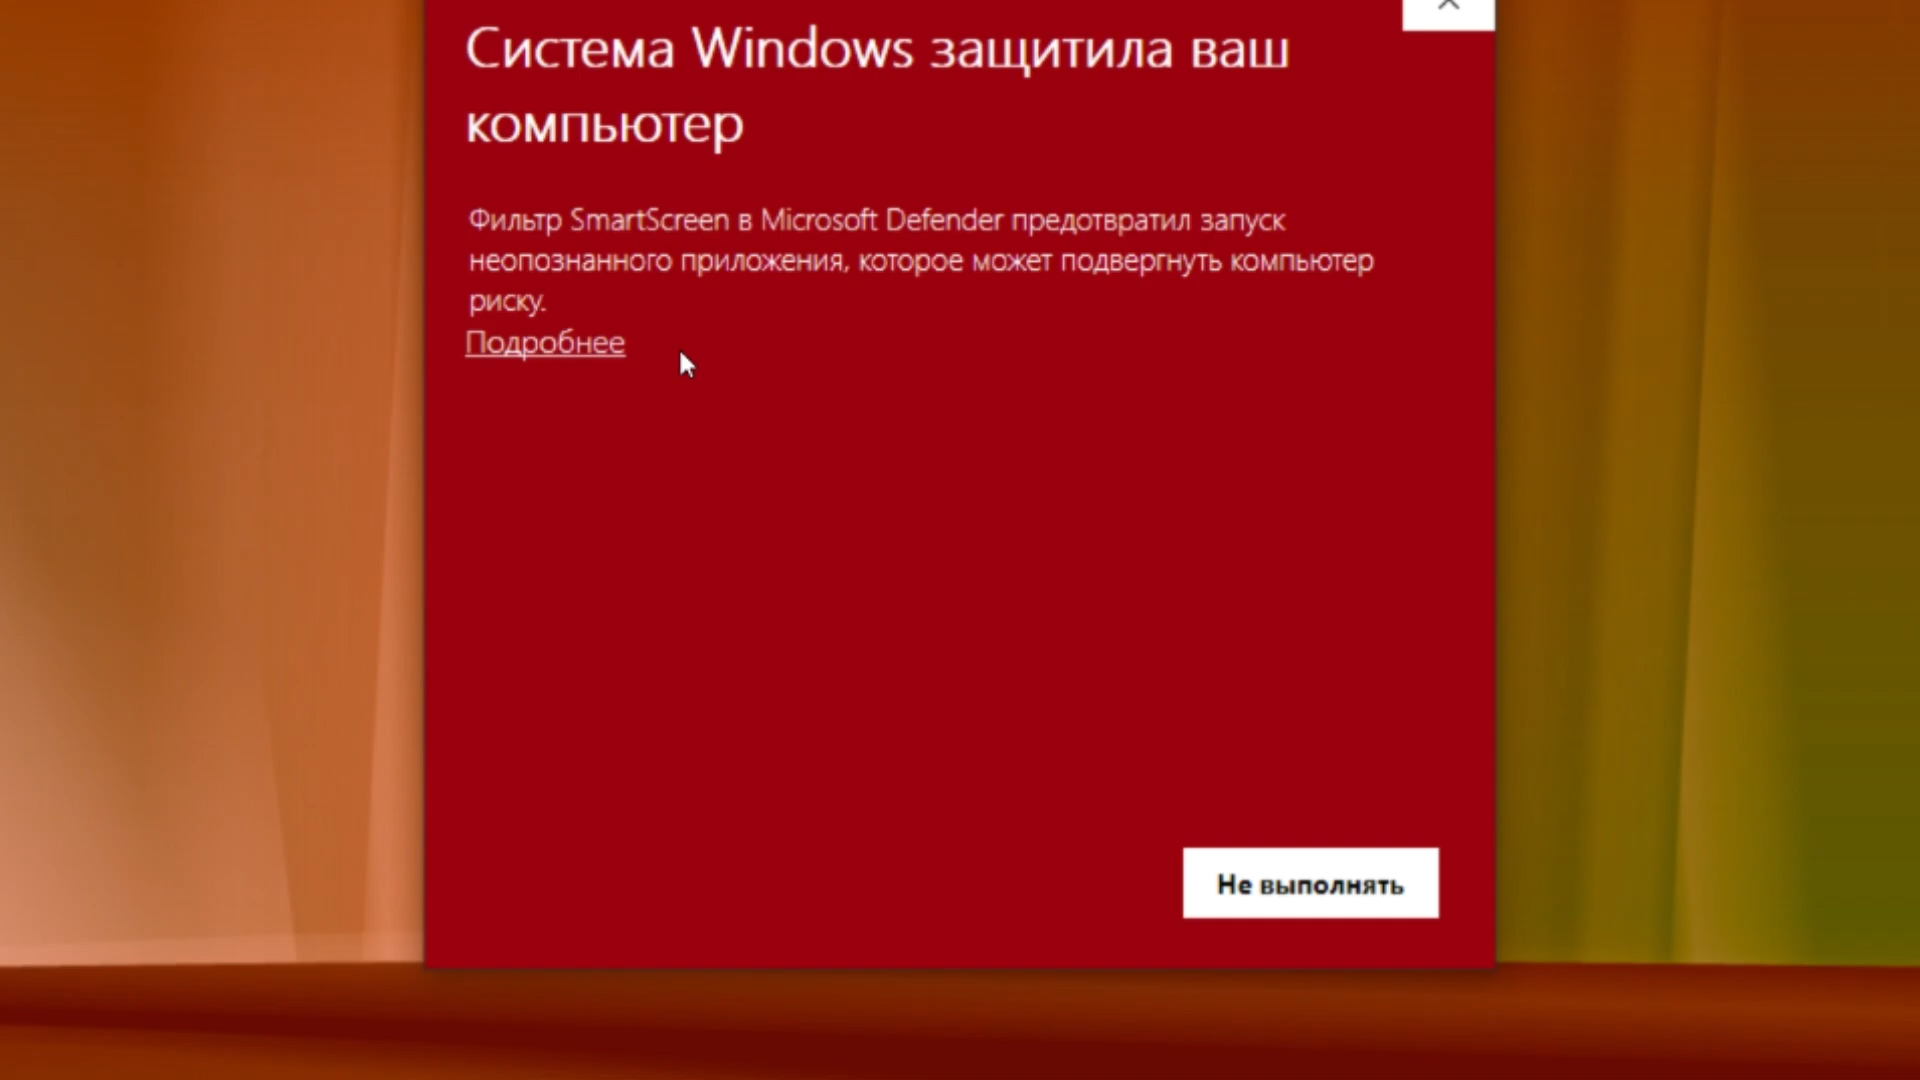 Система Windows защитила ваш
компьютер
Фильтр SmartScreen в Microsoft Defender предотвратил запуск
неопознанного приложения, которое может подвергнуть компьютер
риску.
Подробнее
Не выполнять